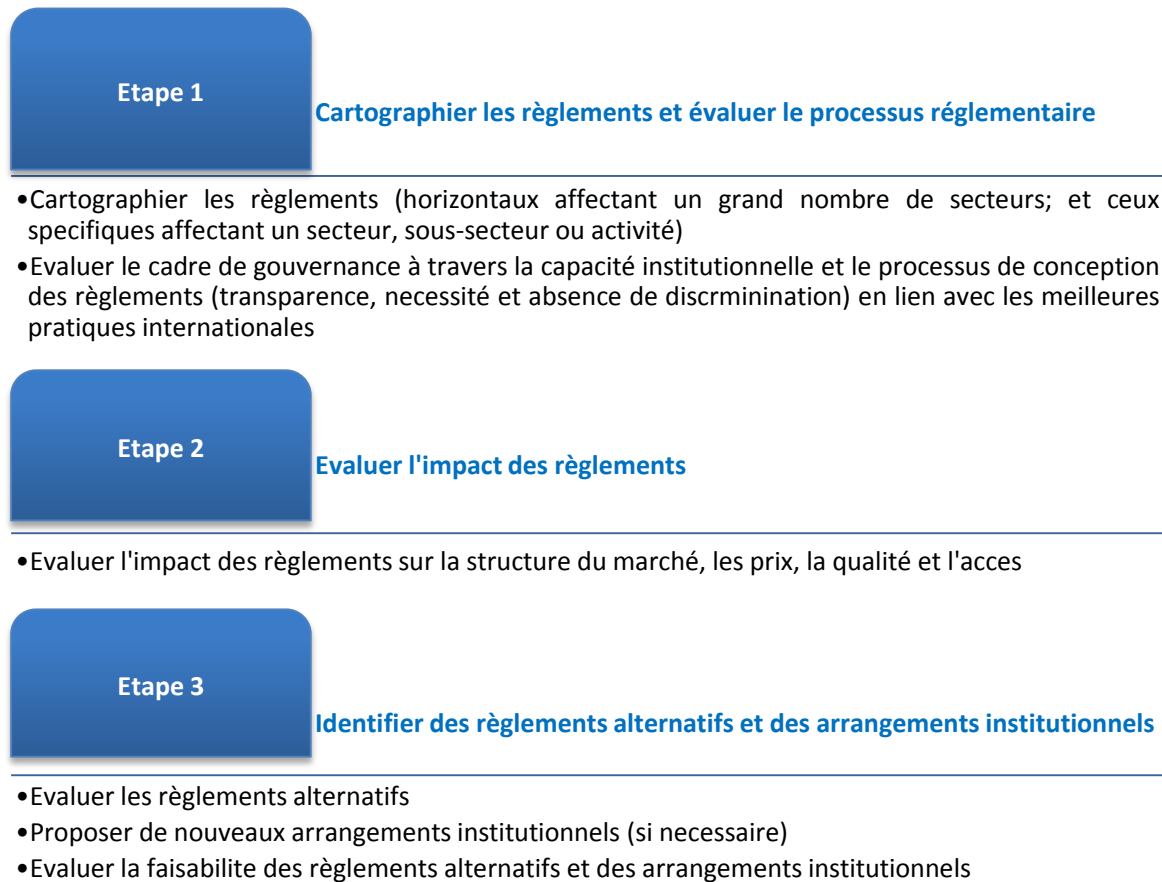 Etape 1
Cartographier les règlements et évaluer le processus réglementaire
•Cartographier les règlements (horizontaux affectant un grand nombre de secteurs; et ceux
specifiques affectant un secteur, sous-secteur ou activité)
•Evaluer le cadre de gouvernance à travers la capacité institutionnelle et le processus de conception
des règlements (transparence, necessité et absence de discrminination) en lien avec les meilleures
pratiques internationales
Etape 2
Evaluer l'impact des règlements
•Evaluer l'impact des règlements sur la structure du marché, les prix, la qualité et l'acces
Etape 3
Identifier des règlements alternatifs et des arrangements institutionnels
•Evaluer les règlements alternatifs
•Proposer de nouveaux arrangements institutionnels (si necessaire)
•Evaluer la faisabilite des règlements alternatifs et des arrangements institutionnels